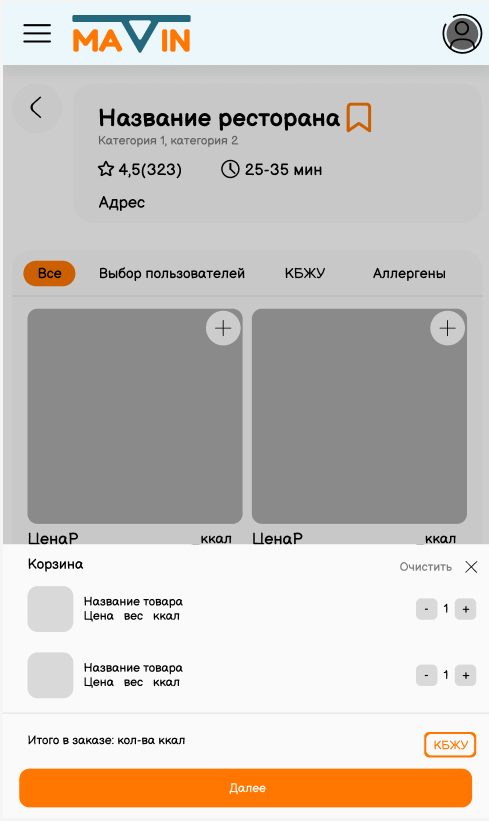 MAVIN
Название ресторана
Категория 1, категория 2
4,5(323) 25-35 мин
Адрес
Все Выбор пользователей КБЖУ Аллергены
+ +
ЦенаР _ккал ЦенаР _ккал
Корзина Очистить
Название товара
Цена вес ккал - 1 +
Название товара
Цена вес ккал - 1 +
Итого в заказе: кол-ва ккал КБЖУ
Далее